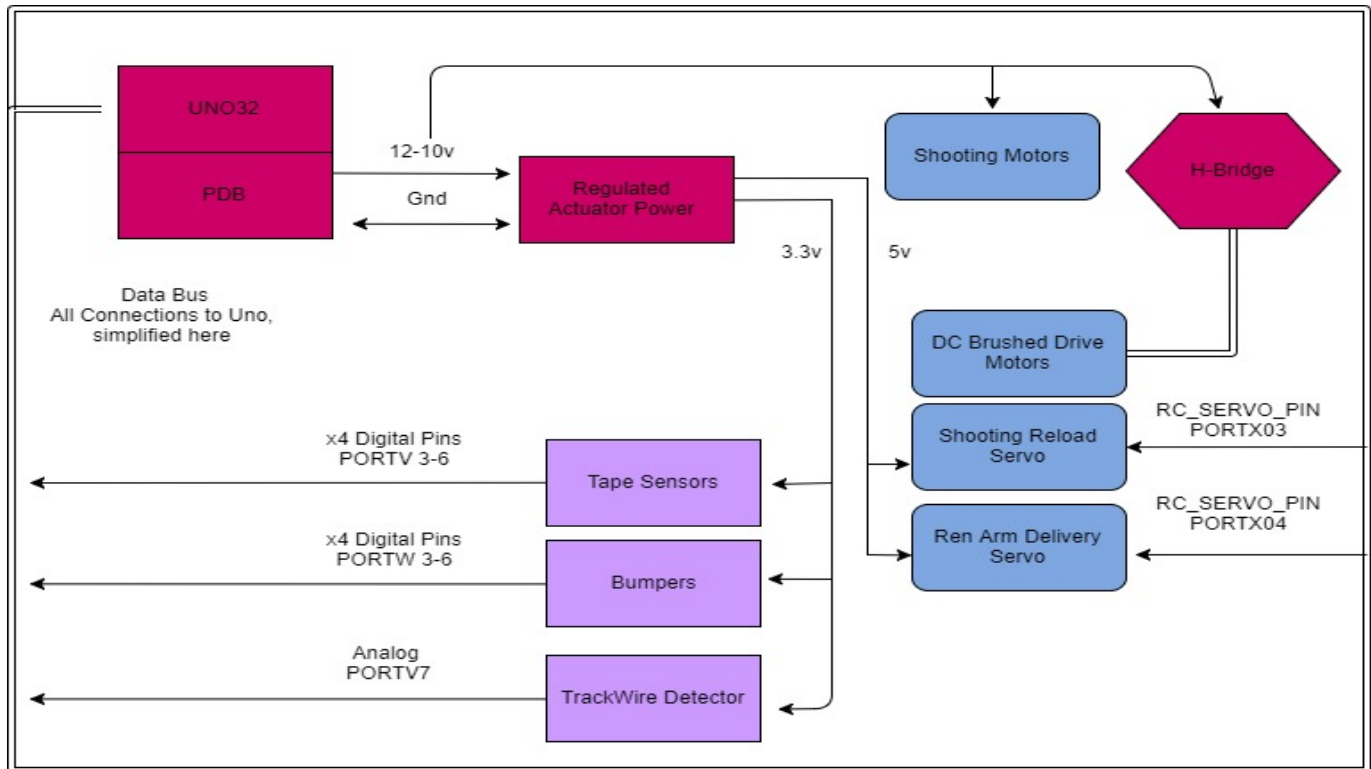 UNO32
PDB
12-10v
Gnd
Regulated
Actuator Power
Shooting Motors
H-Bridge
3.3v
5v
Data Bus
All Connections to Uno,
simplified here
DC Brushed Drive
Motors
RC_SERVO_PIN
PORTX03
Shooting Reload
Servo
RC_SERVO_PIN
PORTX04
Ren Arm Delivery
Servo
x4 Digital Pins
PORTV 3-6
Tape Sensors
x4 Digital Pins
PORTW 3-6
Bumpers
Analog
PORTV7
TrackWire Detector